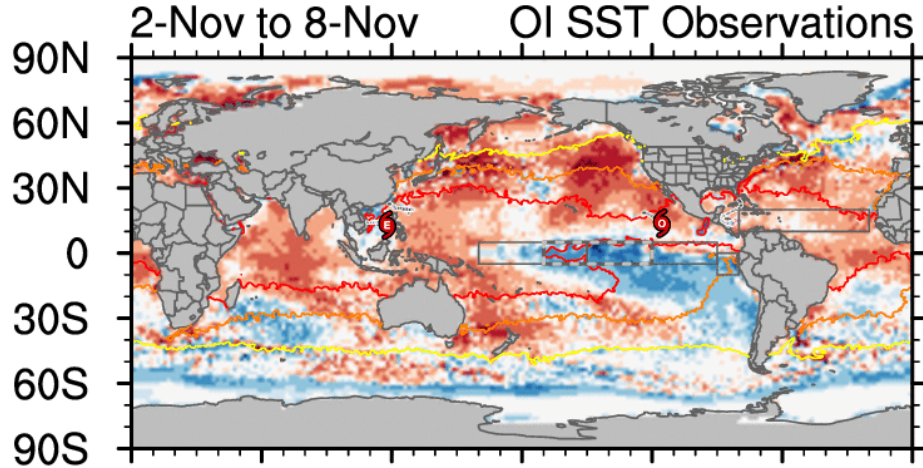 2-Nov to 8-Nov OI SST Observations
90N
60N
30N
0
30S
60S
90S
E
O